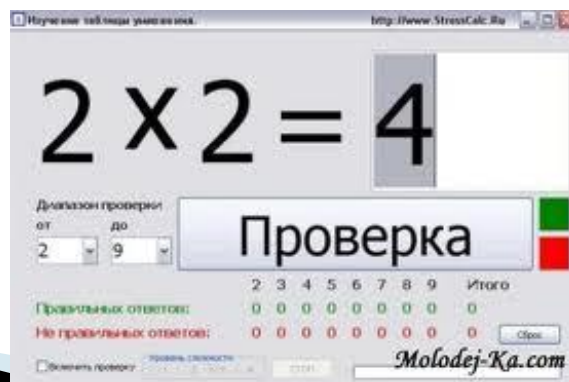 Изучение таблицы умножения. http://www.StressCalc.Ru
2 x 2 = 4
Диапазон проверки
от до
2 9
Проверка
2 3 4 5 6 7 8 9 Итого
Правильных ответов: 0 0 0 0 0 0 0 0 0
Не правильных ответов: 0 0 0 0 0 0 0 0 0 Сброс
Уровень сложности
Включить проверку стоп
Molodej-Ka.com